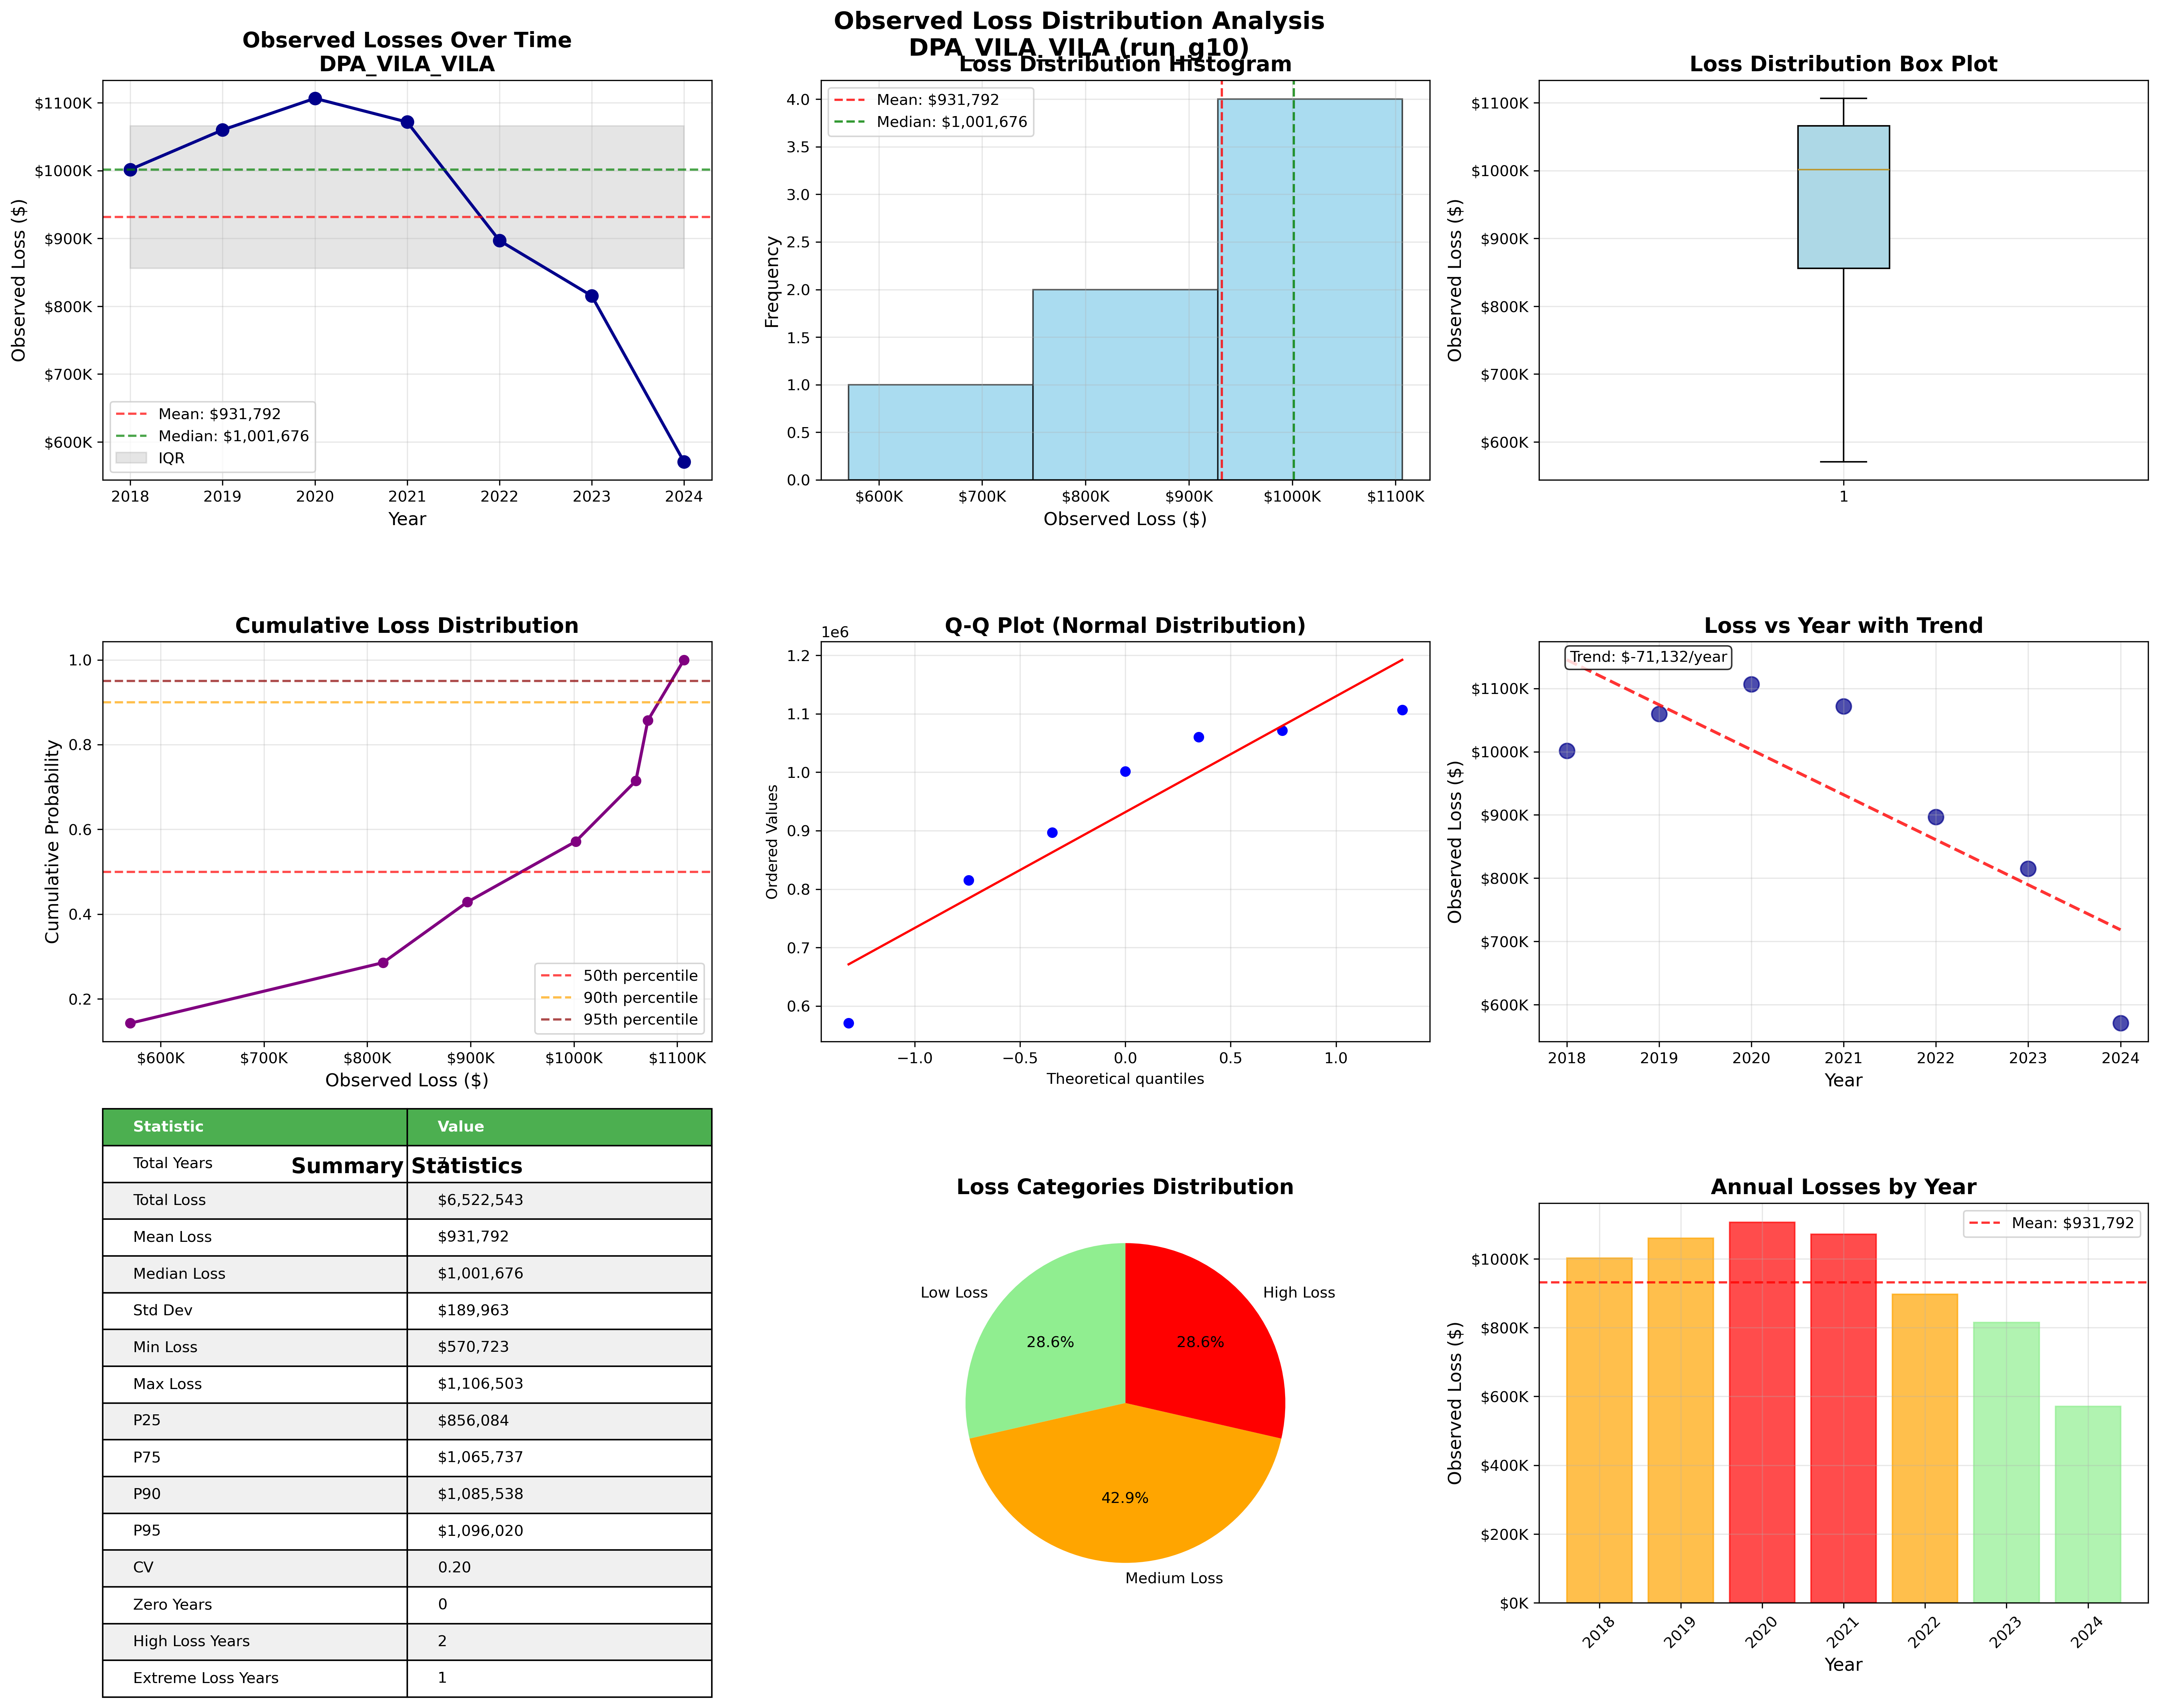 Observed Loss Distribution Analysis
DPA_VILA_VILA (run_g10)
Observed Losses Over Time
DPA_VILA_VILA
$1100K
$1000K
$900K
$800K
$700K
$600K
Observed Loss ($)
Mean: $931,792
Median: $1,001,676
IQR
2018 2019 2020 2021 2022 2023 2024
Year
Loss Distribution Histogram
Mean: $931,792
Median: $1,001,676
4.0
3.5
3.0
2.5
2.0
1.5
1.0
0.5
0.0
Frequency
$600K $700K $800K $900K $1000K $1100K
Observed Loss ($)
Loss Distribution Box Plot
$1100K
$1000K
$900K
$800K
$700K
$600K
Observed Loss ($)
1
Cumulative Loss Distribution
1.0
0.8
0.6
0.4
0.2
Cumulative Probability
50th percentile
90th percentile
95th percentile
$600K $700K $800K $900K $1000K $1100K
Observed Loss ($)
Q-Q Plot (Normal Distribution)
1e6
1.2
1.1
1.0
0.9
0.8
0.7
0.6
Ordered Values
−1.0 −0.5 0.0 0.5 1.0
Theoretical quantiles
Loss vs Year with Trend
Trend: $-71,132/year
$1100K
$1000K
$900K
$800K
$700K
$600K
Observed Loss ($)
2018 2019 2020 2021 2022 2023 2024
Year
Summary Statistics
Statistic Value
Total Years 7
Total Loss $6,522,543
Mean Loss $931,792
Median Loss $1,001,676
Std Dev $189,963
Min Loss $570,723
Max Loss $1,106,503
P25 $856,084
P75 $1,065,737
P90 $1,085,538
P95 $1,096,020
CV 0.20
Zero Years 0
High Loss Years 2
Extreme Loss Years 1
Loss Categories Distribution
Low Loss
High Loss
28.6%
28.6%
42.9%
Medium Loss
Annual Losses by Year
Mean: $931,792
$1000K
$800K
$600K
$400K
$200K
$0K
Observed Loss ($)
2018 2019 2020 2021 2022 2023 2024
Year